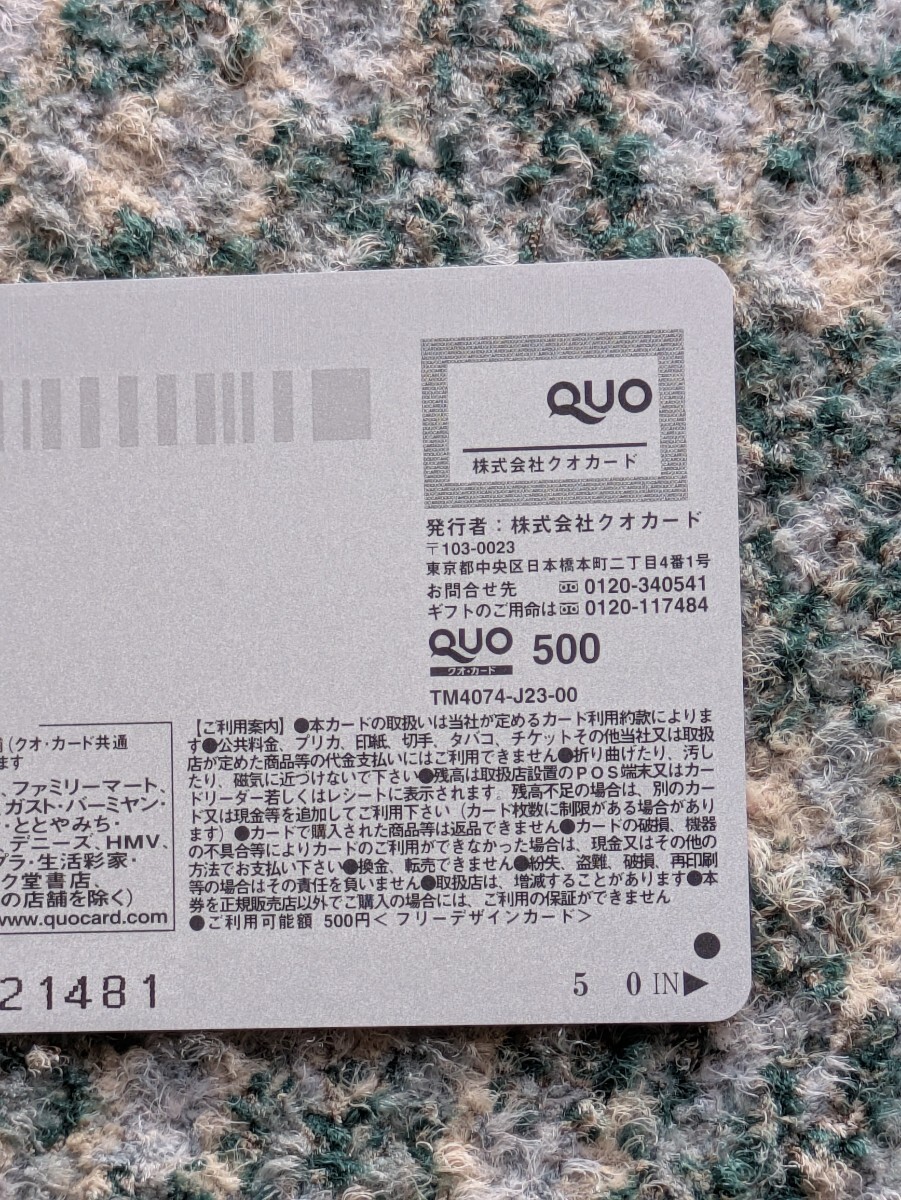 QUO
株式会社クオカード
発行者：株式会社クオカード
〒103-0023
東京都中央区日本橋本町二丁目4番1号
お問合せ先 0120-340541
ギフトのご用命は 0120-117484
QUO 500
クオ・カード
TM4074-J23-00
(クオ・カード共通
ます
、ファミリーマート、
ガスト・バーミヤン・
・ととやみち・
、デニーズ、HMV、
プラ・生活彩家・
ク堂書店、
の店舗を除く)
www.quocard.com
【ご利用案内】●本カードの取扱いは当社が定めるカード利用約款によりま
す●公共料金、プリカ、印紙、切手、タバコ、チケットその他当社又は取扱
店が定めた商品等の代金支払いにはご利用できません●折り曲げたり、汚し
たり、磁気に近づけないで下さい●残高は取扱店設置のPOS端末又はカー
ドリーダー若しくはレシートに表示されます。残高不足の場合は、別のカー
ド又は現金等を追加してご利用下さい（カード枚数に制限がある場合があり
ます）●カードで購入された商品等は返品できません●カードの破損、機器
の不具合等によりカードのご利用ができなかった場合は、現金又はその他の
方法でお支払い下さい●換金、転売できません●紛失、盗難、破損、再印刷
等の場合はその責任を負いません●取扱店は、増減することがあります●本
券を正規販売店以外でご購入の場合には、ご利用の保証ができません
●ご利用可能額 500円＜フリーデザインカード＞
21481
5 0 IN▶